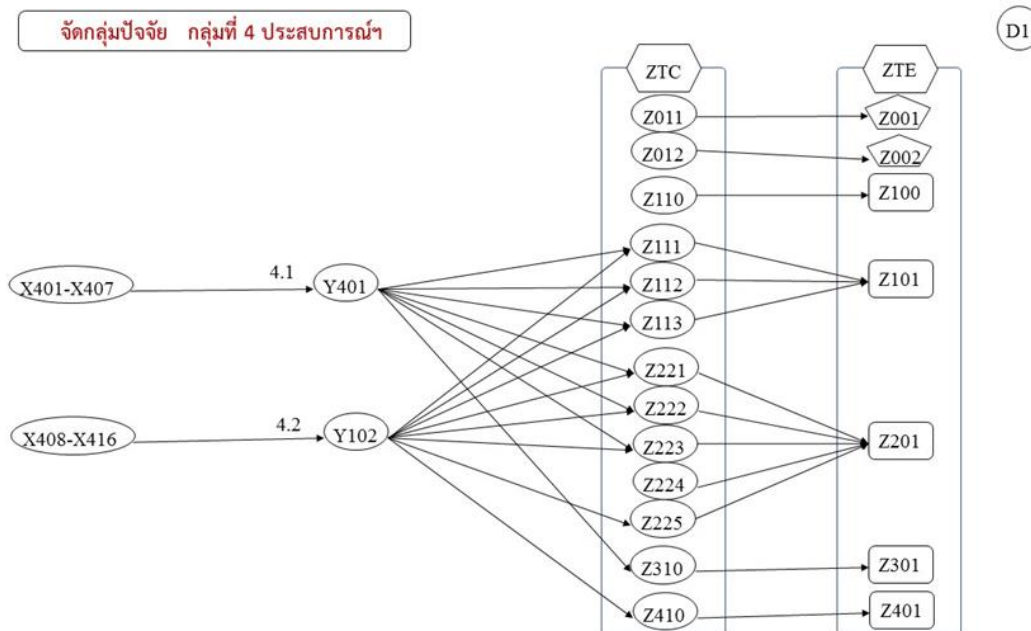 จัดกลุ่มปัจจัย กลุ่มที่ 4 ประสบการณ์ฯ
D1
ZTC
ZTE
Z011
Z001
Z012
Z002
Z110
Z100
Z111
Z112
Z101
Z113
4.1
X401-X407
Y401
Z221
Z222
Z223
Z201
Z224
Z225
4.2
X408-X416
Y102
Z310
Z301
Z410
Z401